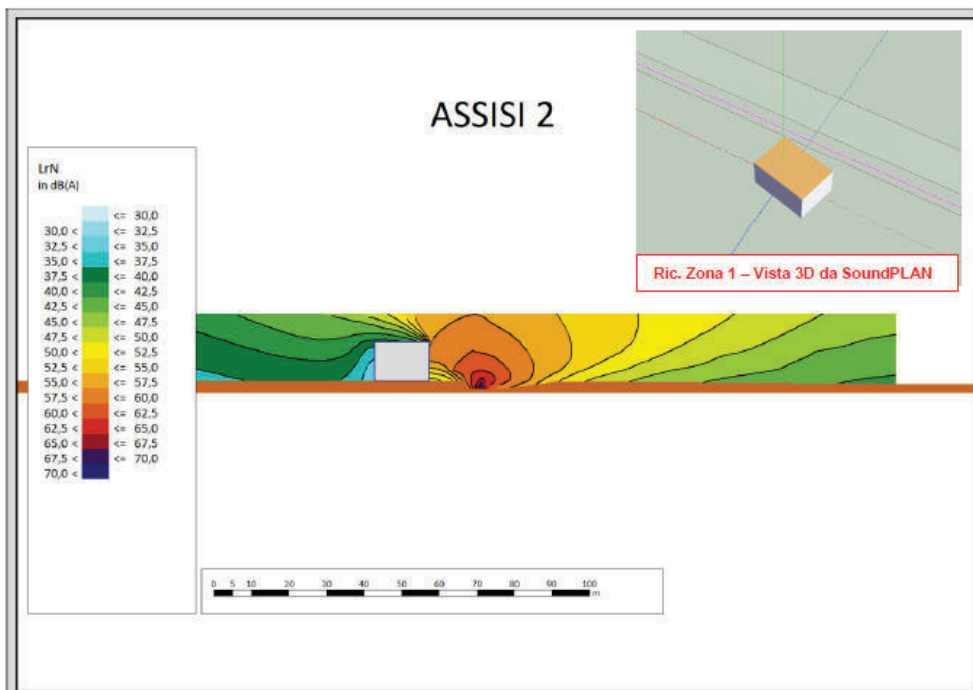 ASSISI 2
Ric. Zona 1 – Vista 3D da SoundPLAN
LrN
in dB(A)
<= 30,0
30,0 < <= 32,5
32,5 < <= 35,0
35,0 < <= 37,5
37,5 < <= 40,0
40,0 < <= 42,5
42,5 < <= 45,0
45,0 < <= 47,5
47,5 < <= 50,0
50,0 < <= 52,5
52,5 < <= 55,0
55,0 < <= 57,5
57,5 < <= 60,0
60,0 < <= 62,5
62,5 < <= 65,0
65,0 < <= 67,5
67,5 < <= 70,0
70,0 <
0 5 10 20 30 40 50 60 70 80 90 100
m